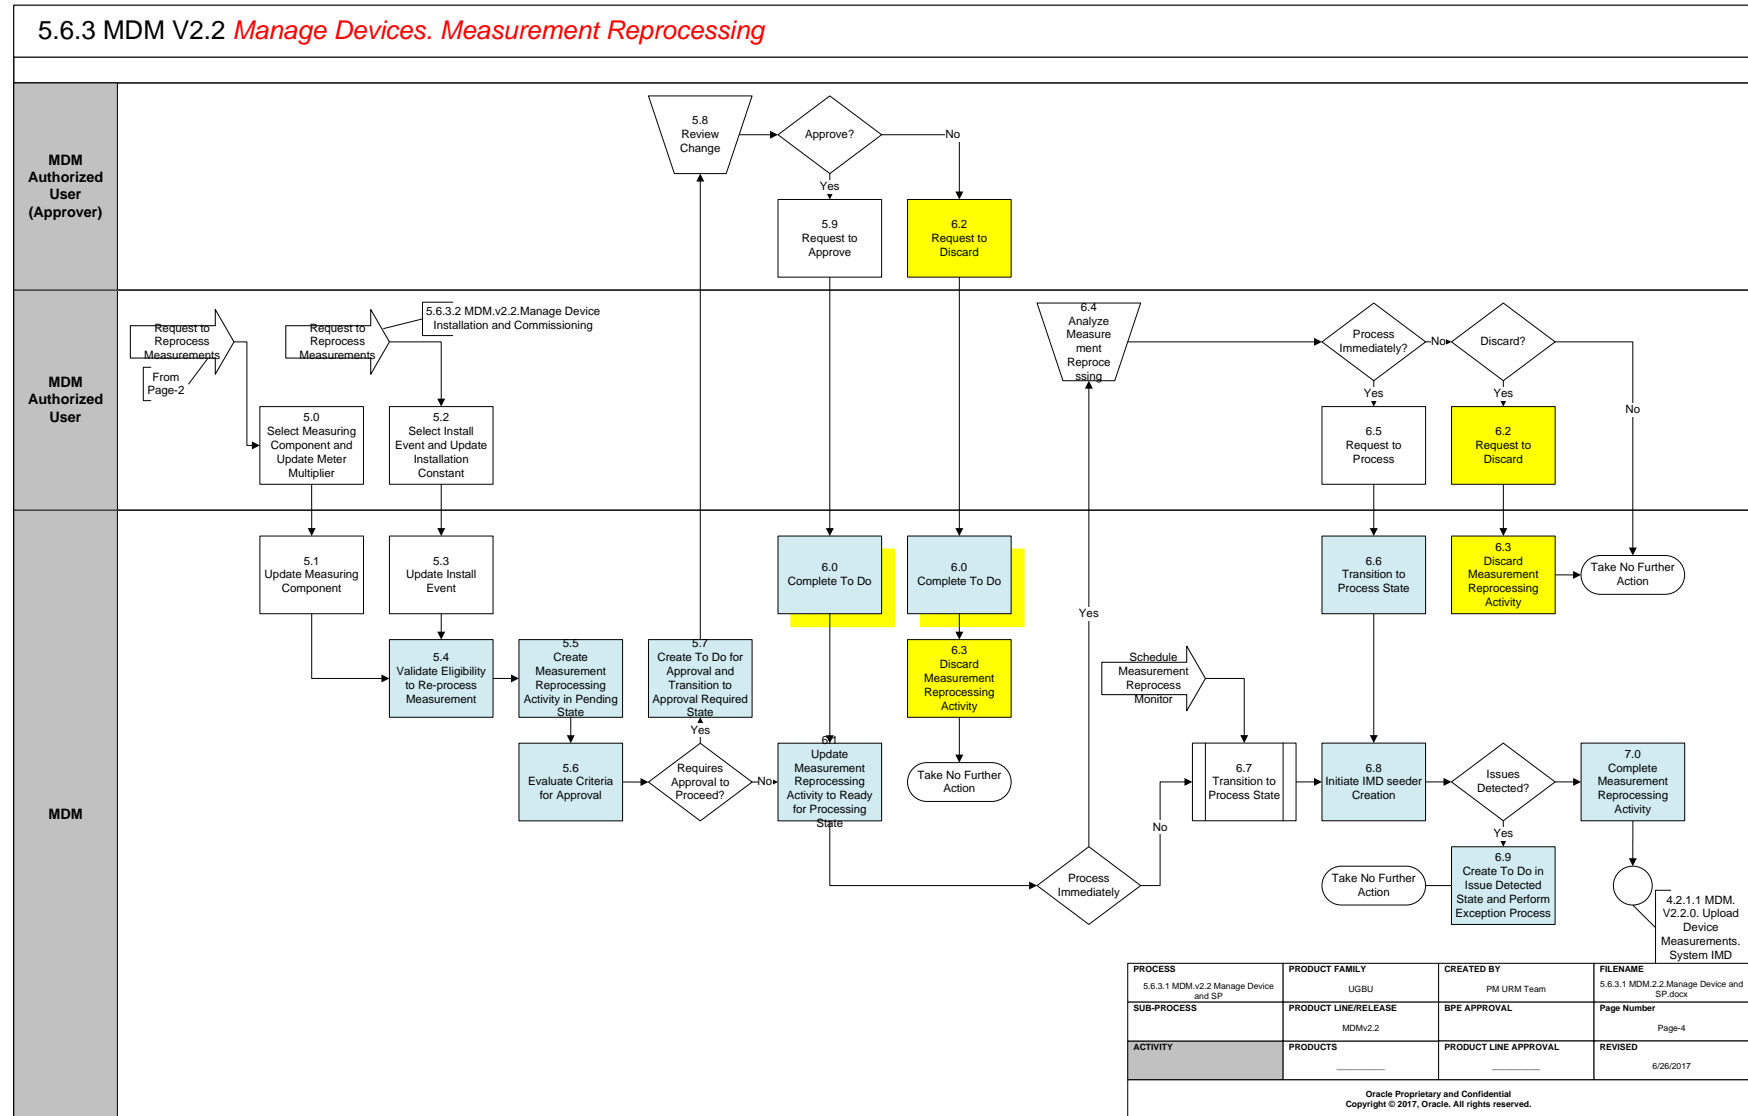 5.6.3 MDM V2.2 Manage Devices. Measurement Reprocessing
MDM
Authorized
User
(Approver)
5.8
Review
Change
Approve?
No
Yes
5.9
Request to
Approve
6.2
Request to
Discard
MDM
Authorized
User
Request to
Reprocess
Measurements
From
Page-2
Request to
Reprocess
Measurements
5.6.3.2 MDM.v2.2.Manage Device
Installation and Commissioning
5.0
Select Measuring
Component and
Update Meter
Multiplier
5.2
Select Install
Event and Update
Installation
Constant
6.4
Analyze
Measure
ment
Reproce
ssing
Process
Immediately?
No
Discard?
Yes
Yes
No
6.5
Request to
Process
6.2
Request to
Discard
MDM
5.1
Update Measuring
Component
5.3
Update Install
Event
6.0
Complete To Do
6.0
Complete To Do
6.6
Transition to
Process State
6.3
Discard
Measurement
Reprocessing
Activity
Take No Further
Action
Yes
5.4
Validate Eligibility
to Re-process
Measurement
5.5
Create
Measurement
Reprocessing
Activity in Pending
State
5.7
Create To Do for
Approval and
Transition to
Approval Required
State
6.3
Discard
Measurement
Reprocessing
Activity
Schedule
Measurement
Reprocess
Monitor
Yes
5.6
Evaluate Criteria
for Approval
Requires
Approval to
Proceed?
No
6.1
Update
Measurement
Reprocessing
Activity to Ready
for Processing
State
Take No Further
Action
6.7
Transition to
Process State
6.8
Initiate IMD seeder
Creation
Issues
Detected?
7.0
Complete
Measurement
Reprocessing
Activity
No
Yes
Process
Immediately
Take No Further
Action
6.9
Create To Do in
Issue Detected
State and Perform
Exception Process
4.2.1.1 MDM.
V2.2.0. Upload
Device
Measurements.
System IMD
PROCESS
5.6.3.1 MDM.v2.2 Manage Device
and SP
PRODUCT FAMILY
UGBU
CREATED BY
PM URM Team
FILENAME
5.6.3.1 MDM.2.2.Manage Device and
SP.docx
SUB-PROCESS
PRODUCT LINE/RELEASE
MDMv2.2
BPE APPROVAL
Page Number
Page-4
ACTIVITY
PRODUCTS
PRODUCT LINE APPROVAL
REVISED
6/26/2017
Oracle Proprietary and Confidential
Copyright © 2017, Oracle. All rights reserved.